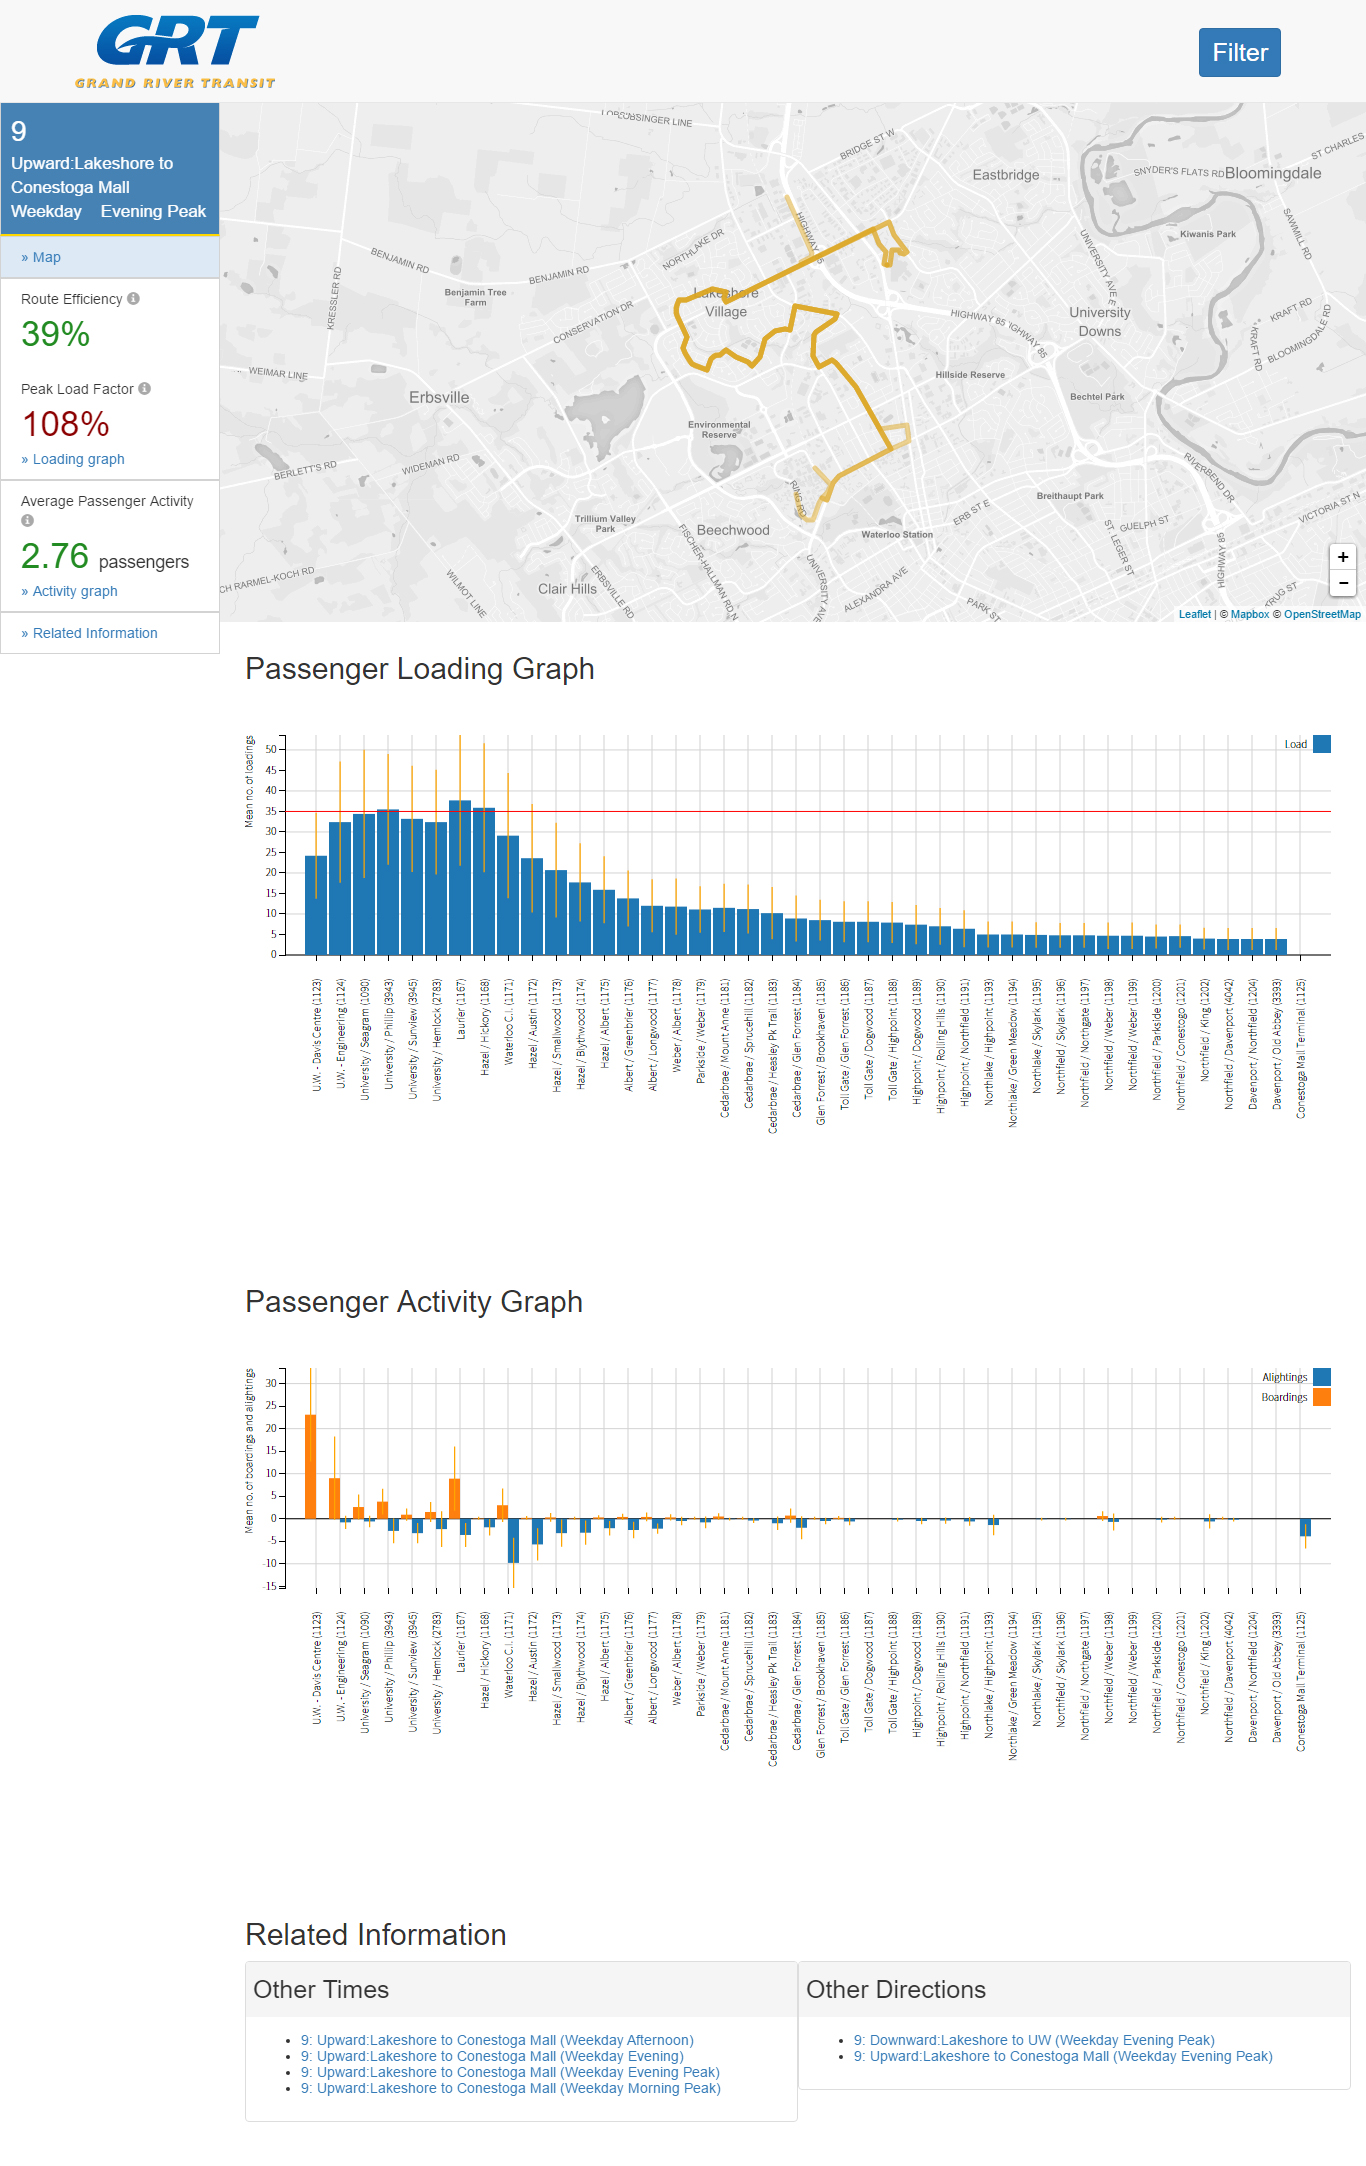 GRT
GRAND RIVER TRANSIT
Filter
9
Upward:Lakeshore to
Conestoga Mall
Weekday Evening Peak
» Map
Route Efficiency
39%
Peak Load Factor
108%
» Loading graph
Average Passenger Activity
2.76 passengers
» Activity graph
» Related Information
BRIDGE ST W
ST CHARLES
Eastbridge
SNYDER'S FLATS RD
Bloomingdale
SAWMILL RD
Kiwanis Park
HIGHWAY 85
NORTHLAKE DR
UNIVERSITY AVE E
BENJAMIN RD
BENJAMIN RD
KRESSLER RD
Benjamin Tree
Farm
Lakeshore
Village
CONSERVATION DR
HIGHWAY 85
University
Downs
KRAFT RD
KRAFT RD
BLOOMINGDALE RD
WEIMAR LINE
Hillside Reserve
Erbsville
Bechtel Park
Environmental
Reserve
WIDEMAN RD
BERLETT'S RD
RIVERBEND DR
RING RD
Breithaupt Park
VICTORIA ST N
Trillium Valley
Park
Beechwood
ERB ST E
Waterloo Station
ST. LEGER ST
GUELPH ST
HIGHWAY 85
FISCHER-HALLMAN RD N
UNIVERSITY AVE
ALEXANDRA AVE
WILMOT LINE
Clair Hills
ERBSVILLE RD
PARK ST
+
−
Leaflet | © Mapbox © OpenStreetMap
Passenger Loading Graph
Mean no. of loadings
50
45
40
35
30
25
20
15
10
5
0
Load
U.W. - Davis Centre (1123)
U.W. - Engineering (1124)
University / Seagram (1090)
University / Phillip (3943)
University / Sunview (3945)
University / Hemlock (2783)
Laurier (1167)
Hazel / Hickory (1168)
Waterloo C.I. (1171)
Hazel / Austin (1172)
Hazel / Smallwood (1173)
Hazel / Blythwood (1174)
Hazel / Albert (1175)
Albert / Greenbrier (1176)
Albert / Longwood (1177)
Weber / Albert (1178)
Parkside / Weber (1179)
Cedarbrae / Mount Anne (1181)
Cedarbrae / Sprucehill (1182)
Cedarbrae / Heasley Pk Trail (1183)
Cedarbrae / Glen Forrest (1184)
Glen Forrest / Brookhaven (1185)
Toll Gate / Glen Forrest (1186)
Toll Gate / Dogwood (1187)
Toll Gate / Highpoint (1188)
Highpoint / Dogwood (1189)
Highpoint / Rolling Hills (1190)
Highpoint / Northfield (1191)
Northlake / Highpoint (1193)
Northlake / Green Meadow (1194)
Northlake / Skylark (1195)
Northfield / Skylark (1196)
Northfield / Northgate (1197)
Northfield / Weber (1198)
Northfield / Weber (1199)
Northfield / Parkside (1200)
Northfield / Conestogo (1201)
Northfield / King (1202)
Northfield / Davenport (4042)
Davenport / Northfield (1204)
Davenport / Old Abbey (3393)
Conestoga Mall Terminal (1125)
Passenger Activity Graph
Mean no. of boardings and alightings
30
25
20
15
10
5
0
-5
-10
-15
Alightings
Boardings
U.W. - Davis Centre (1123)
U.W. - Engineering (1124)
University / Seagram (1090)
University / Phillip (3943)
University / Sunview (3945)
University / Hemlock (2783)
Laurier (1167)
Hazel / Hickory (1168)
Waterloo C.I. (1171)
Hazel / Austin (1172)
Hazel / Smallwood (1173)
Hazel / Blythwood (1174)
Hazel / Albert (1175)
Albert / Greenbrier (1176)
Albert / Longwood (1177)
Weber / Albert (1178)
Parkside / Weber (1179)
Cedarbrae / Mount Anne (1181)
Cedarbrae / Sprucehill (1182)
Cedarbrae / Heasley Pk Trail (1183)
Cedarbrae / Glen Forrest (1184)
Glen Forrest / Brookhaven (1185)
Toll Gate / Glen Forrest (1186)
Toll Gate / Dogwood (1187)
Toll Gate / Highpoint (1188)
Highpoint / Dogwood (1189)
Highpoint / Rolling Hills (1190)
Highpoint / Northfield (1191)
Northlake / Highpoint (1193)
Northlake / Green Meadow (1194)
Northlake / Skylark (1195)
Northfield / Skylark (1196)
Northfield / Northgate (1197)
Northfield / Weber (1198)
Northfield / Weber (1199)
Northfield / Parkside (1200)
Northfield / Conestogo (1201)
Northfield / King (1202)
Northfield / Davenport (4042)
Davenport / Northfield (1204)
Davenport / Old Abbey (3393)
Conestoga Mall Terminal (1125)
Related Information
Other Times
9: Upward:Lakeshore to Conestoga Mall (Weekday Afternoon)
9: Upward:Lakeshore to Conestoga Mall (Weekday Evening)
9: Upward:Lakeshore to Conestoga Mall (Weekday Evening Peak)
9: Upward:Lakeshore to Conestoga Mall (Weekday Morning Peak)
Other Directions
9: Downward:Lakeshore to UW (Weekday Evening Peak)
9: Upward:Lakeshore to Conestoga Mall (Weekday Evening Peak)